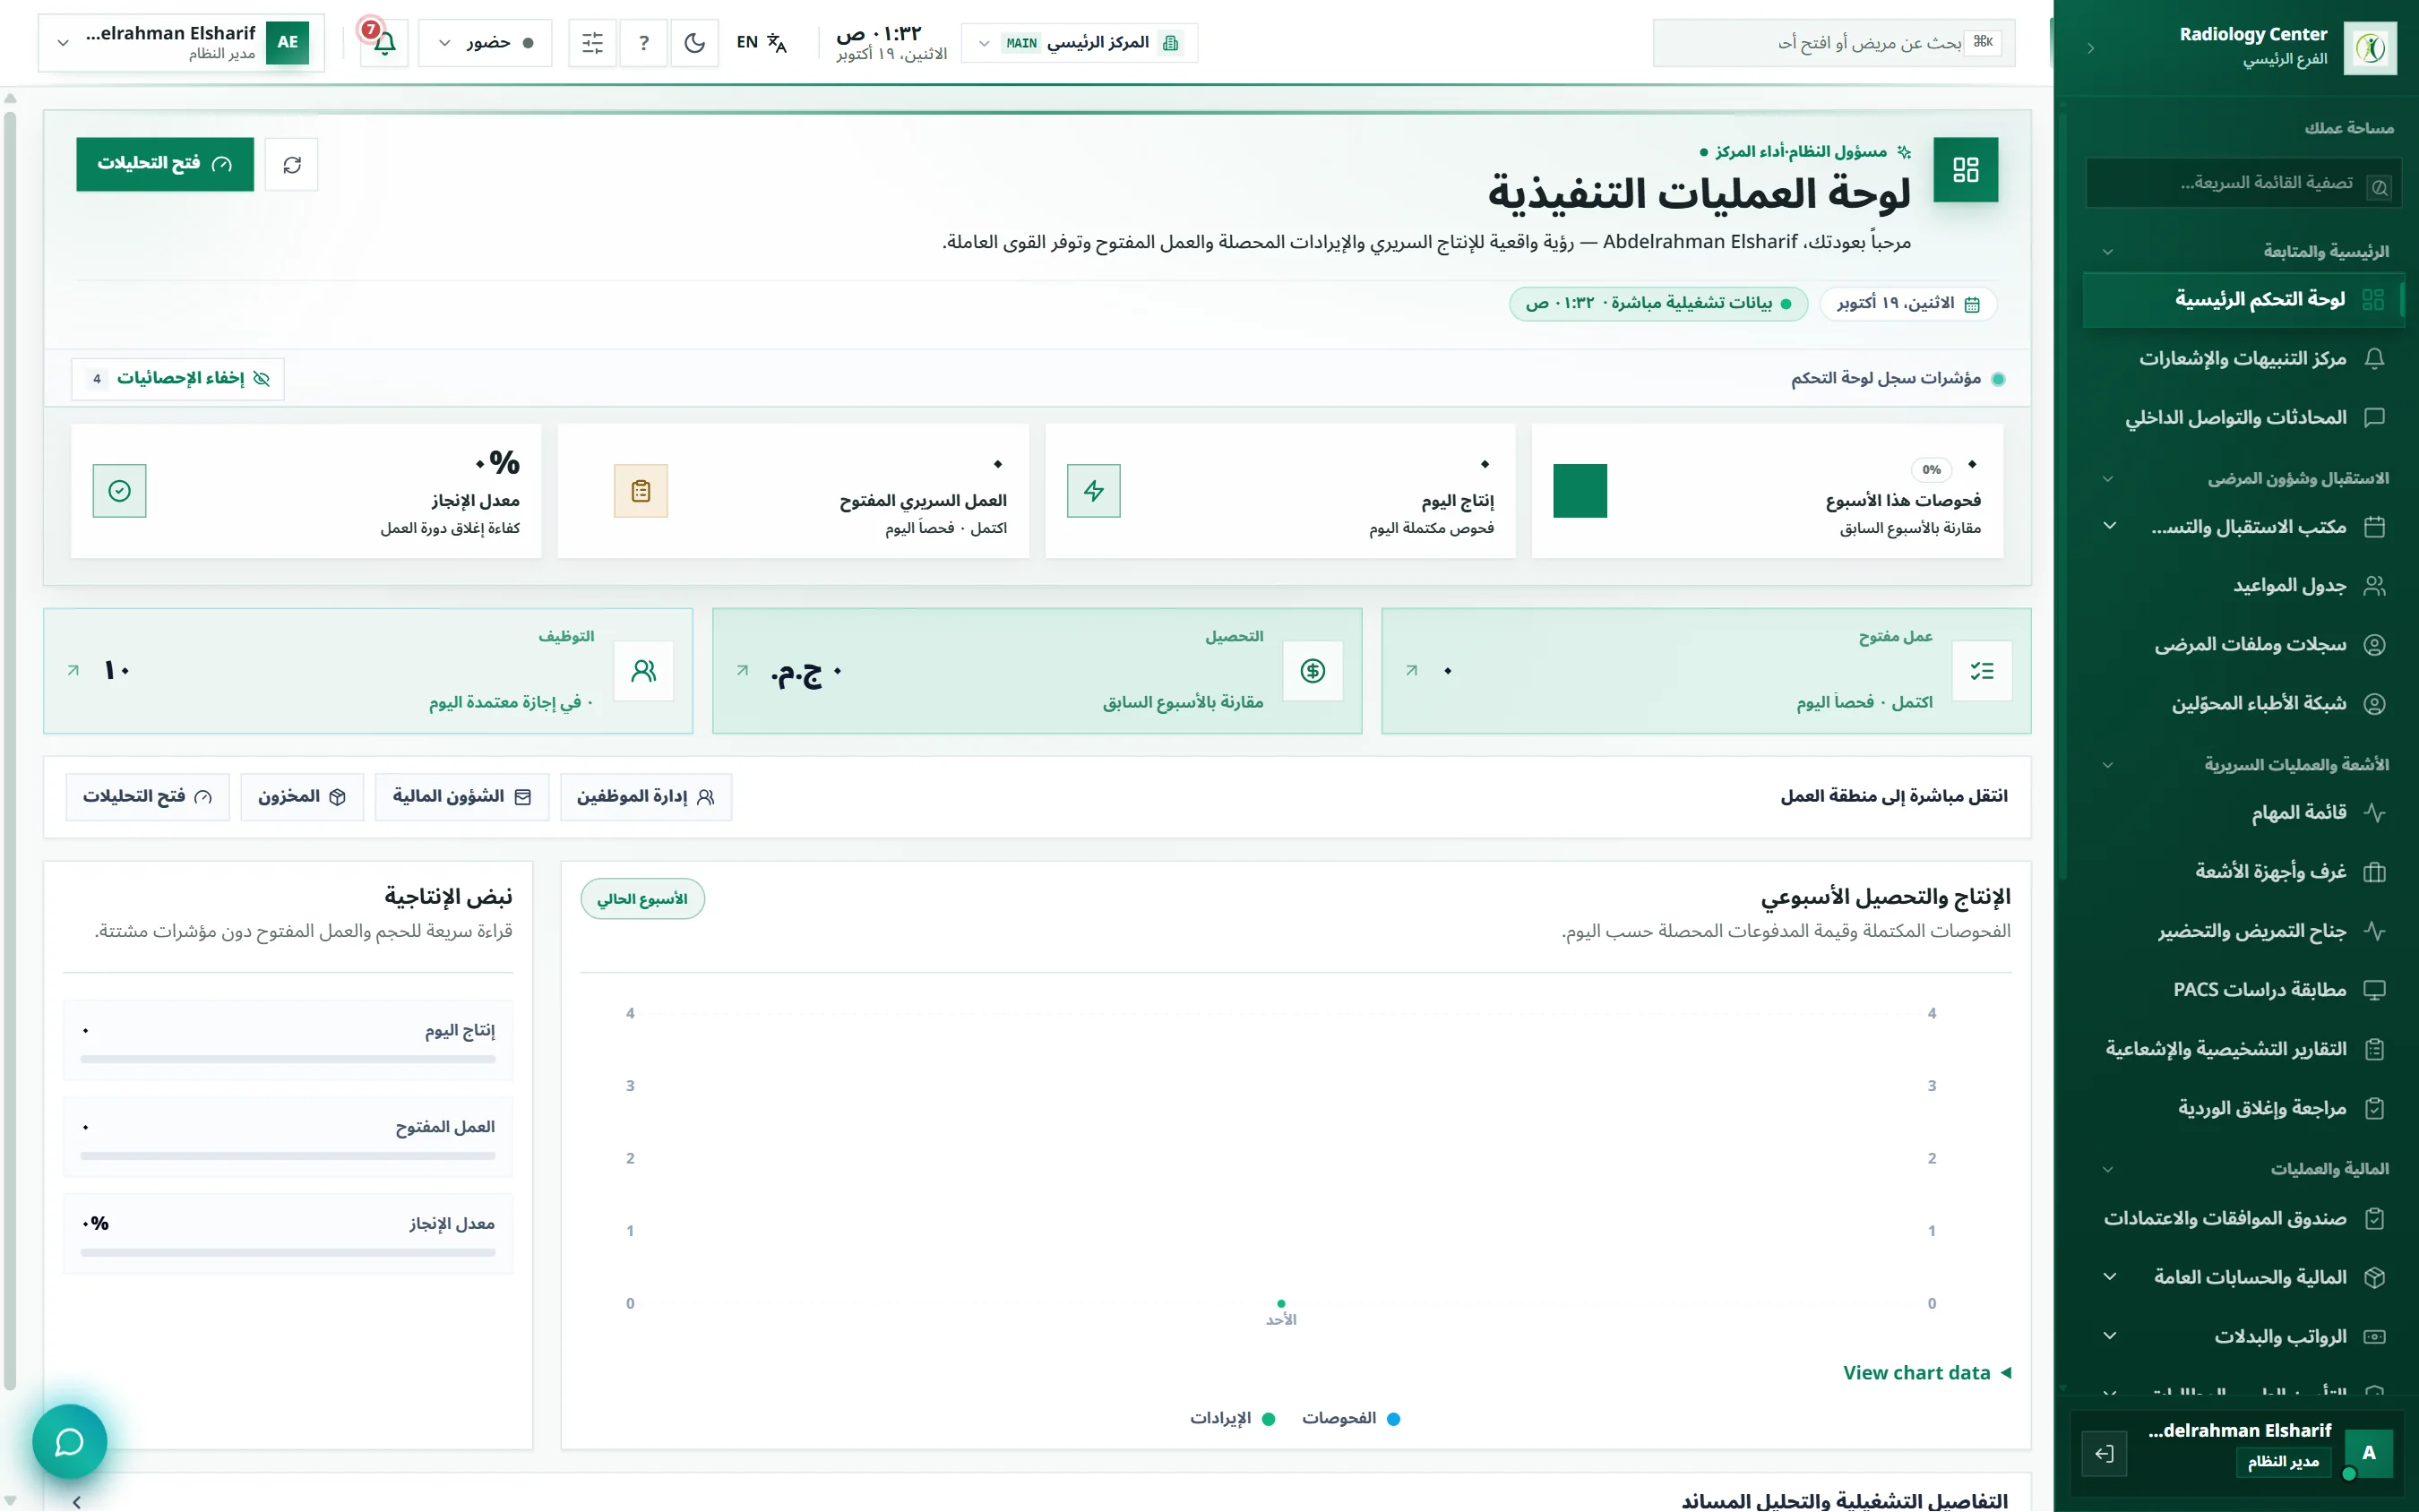 Radiology Center
الفرع الرئيسي
مساحة عملك
تصفية القائمة السريعة...
الرئيسية والمتابعة
لوحة التحكم الرئيسية
مركز التنبيهات والإشعارات
المحادثات والتواصل الداخلي
الاستقبال وشؤون المرضى
مكتب الاستقبال والتسـ...
جدول المواعيد
سجلات وملفات المرضى
شبكة الأطباء المحوّلين
الأشعة والعمليات السريرية
قائمة المهام
غرف وأجهزة الأشعة
جناح التمريض والتحضير
مطابقة دراسات PACS
التقارير التشخيصية والإشعاعية
مراجعة وإغلاق الوردية
المالية والعمليات
صندوق الموافقات والاعتمادات
المالية والحسابات العامة
الرواتب والبدلات
...delrahman Elsharif
مدير النظام
A
⌘K بحث عن مريض أو افتح أحد
المركز الرئيسي MAIN
٠١:٣٢ ص
الاثنين، ١٩ أكتوبر
EN
?
حضور
7
AE
...elrahman Elsharif
مدير النظام
مسؤول النظام·أداء المركز
لوحة العمليات التنفيذية
مرحباً بعودتك، Abdelrahman Elsharif — رؤية واقعية للإنتاج السريري والإيرادات المحصلة والعمل المفتوح وتوفر القوى العاملة.
فتح التحليلات
الاثنين، ١٩ أكتوبر
بيانات تشغيلية مباشرة · ٠١:٣٢ ص
مؤشرات سجل لوحة التحكم
إخفاء الإحصائيات 4
٠ 0%
فحوصات هذا الأسبوع
مقارنة بالأسبوع السابق
٠
إنتاج اليوم
فحوص مكتملة اليوم
٠
العمل السريري المفتوح
اكتمل ٠ فحصاً اليوم
٠%
معدل الإنجاز
كفاءة إغلاق دورة العمل
عمل مفتوح
٠
اكتمل ٠ فحصاً اليوم
التحصيل
٠ ج.م.
مقارنة بالأسبوع السابق
التوظيف
١٠
٠ في إجازة معتمدة اليوم
انتقل مباشرة إلى منطقة العمل
إدارة الموظفين
الشؤون المالية
المخزون
فتح التحليلات
الإنتاج والتحصيل الأسبوعي
الأسبوع الحالي
الفحوصات المكتملة وقيمة المدفوعات المحصلة حسب اليوم.
4 4
3 3
2 2
1 1
0 0
الأحد
View chart data
الفحوصات
الإيرادات
نبض الإنتاجية
قراءة سريعة للحجم والعمل المفتوح دون مؤشرات مشتتة.
إنتاج اليوم ٠
العمل المفتوح ٠
معدل الإنجاز ٠%
التفاصيل التشغيلية والتحليل المساند